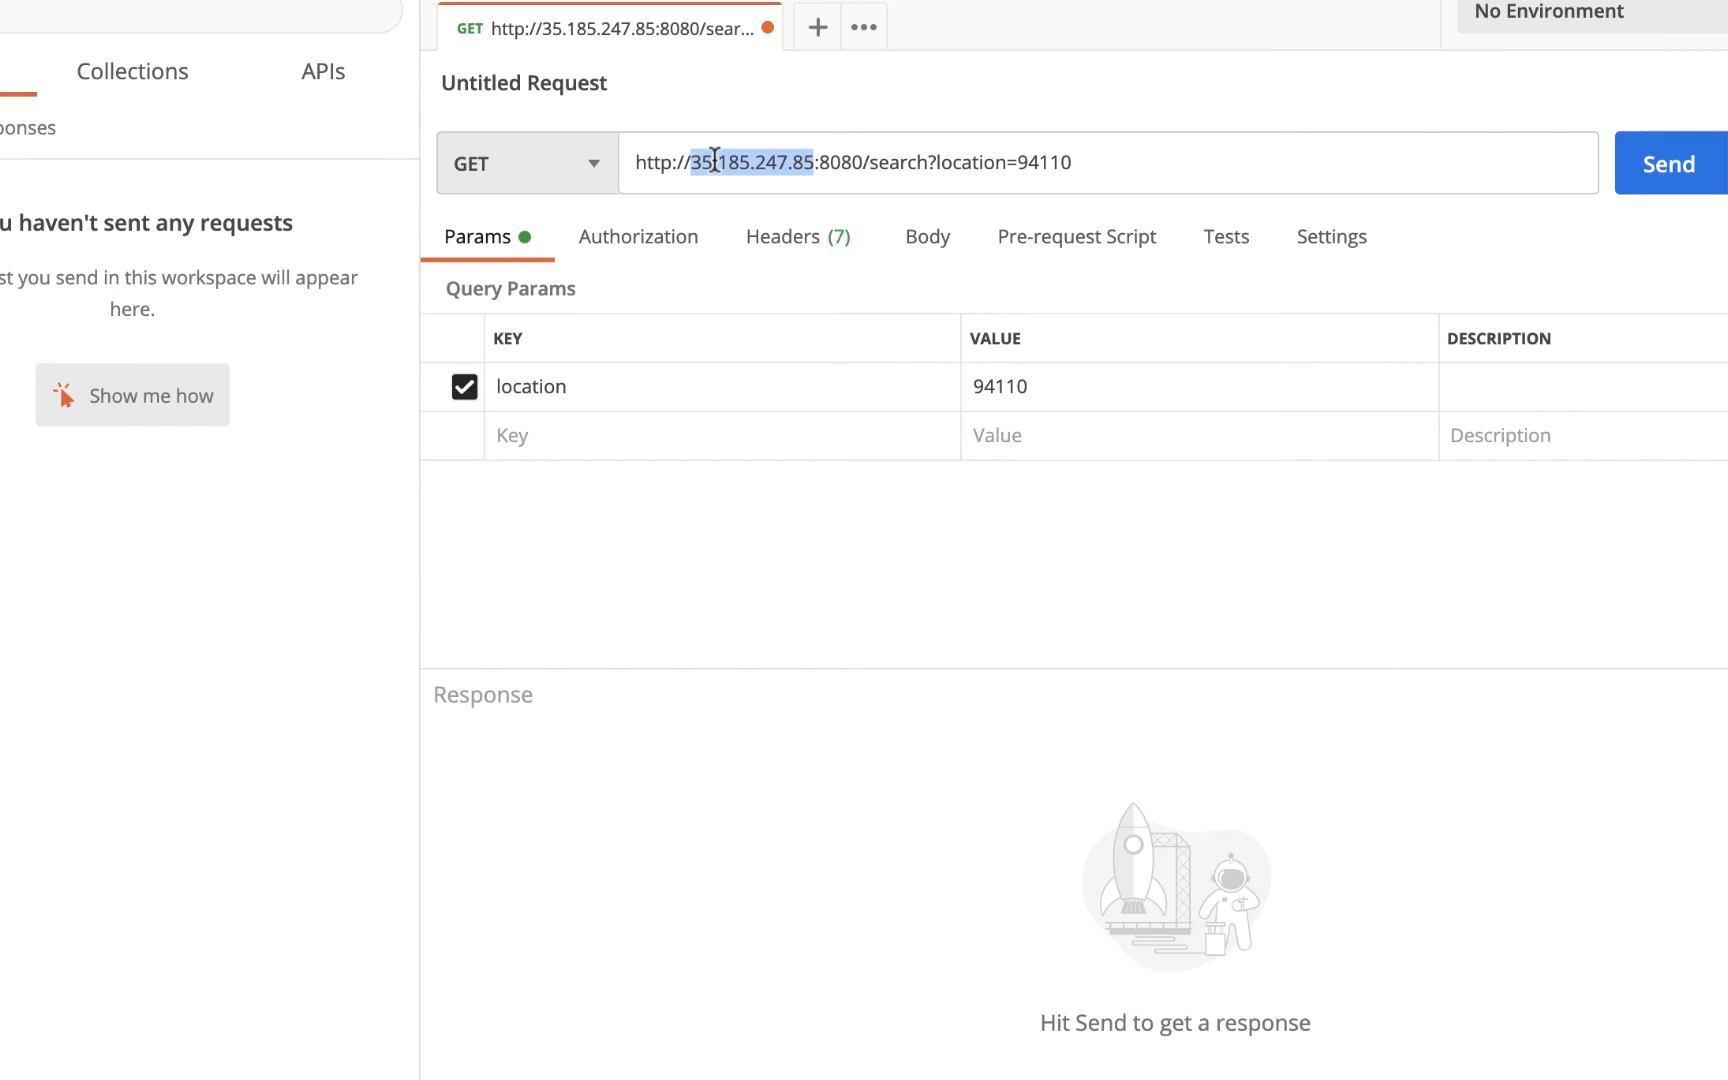 GET http://35.185.247.85:8080/sear...
No Environment
Collections
APIs
Untitled Request
ponses
GET
http://35.185.247.85:8080/search?location=94110
Send
u haven't sent any requests
st you send in this workspace will appear
here.
Show me how
Params
Authorization
Headers (7)
Body
Pre-request Script
Tests
Settings
Query Params
KEY
VALUE
DESCRIPTION
location
94110
Key
Value
Description
Response
Hit Send to get a response